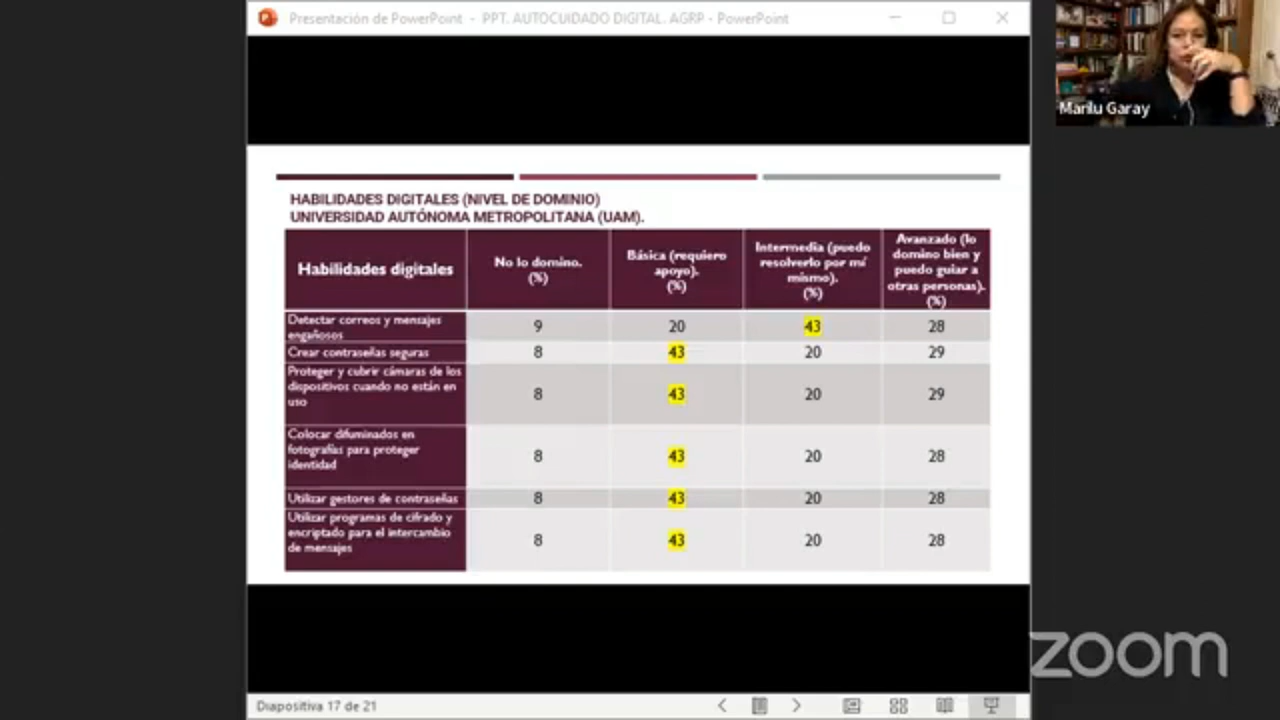 Presentación de PowerPoint - PPT. AUTOCUIDADO DIGITAL. AGRP - PowerPoint
Marilu Garay
HABILIDADES DIGITALES (NIVEL DE DOMINIO)
UNIVERSIDAD AUTÓNOMA METROPOLITANA (UAM).
Habilidades digitales
No lo domino.
(%)
Básica (requiero
apoyo).
(%)
Intermedia (puedo
resolverlo por mí
mismo).
(%)
Avanzado (lo
domino bien y
puedo guiar a
otras personas).
(%)
Detectar correos y mensajes
engañosos
9 20 43 28
Crear contraseñas seguras
8 43 20 29
Proteger y cubrir cámaras de los
dispositivos cuando no están en
uso
8 43 20 29
Colocar difuminados en
fotografías para proteger
identidad
8 43 20 28
Utilizar gestores de contraseñas
8 43 20 28
Utilizar programas de cifrado y
encriptado para el intercambio
de mensajes
8 43 20 28
zoom
Diapositiva 17 de 21